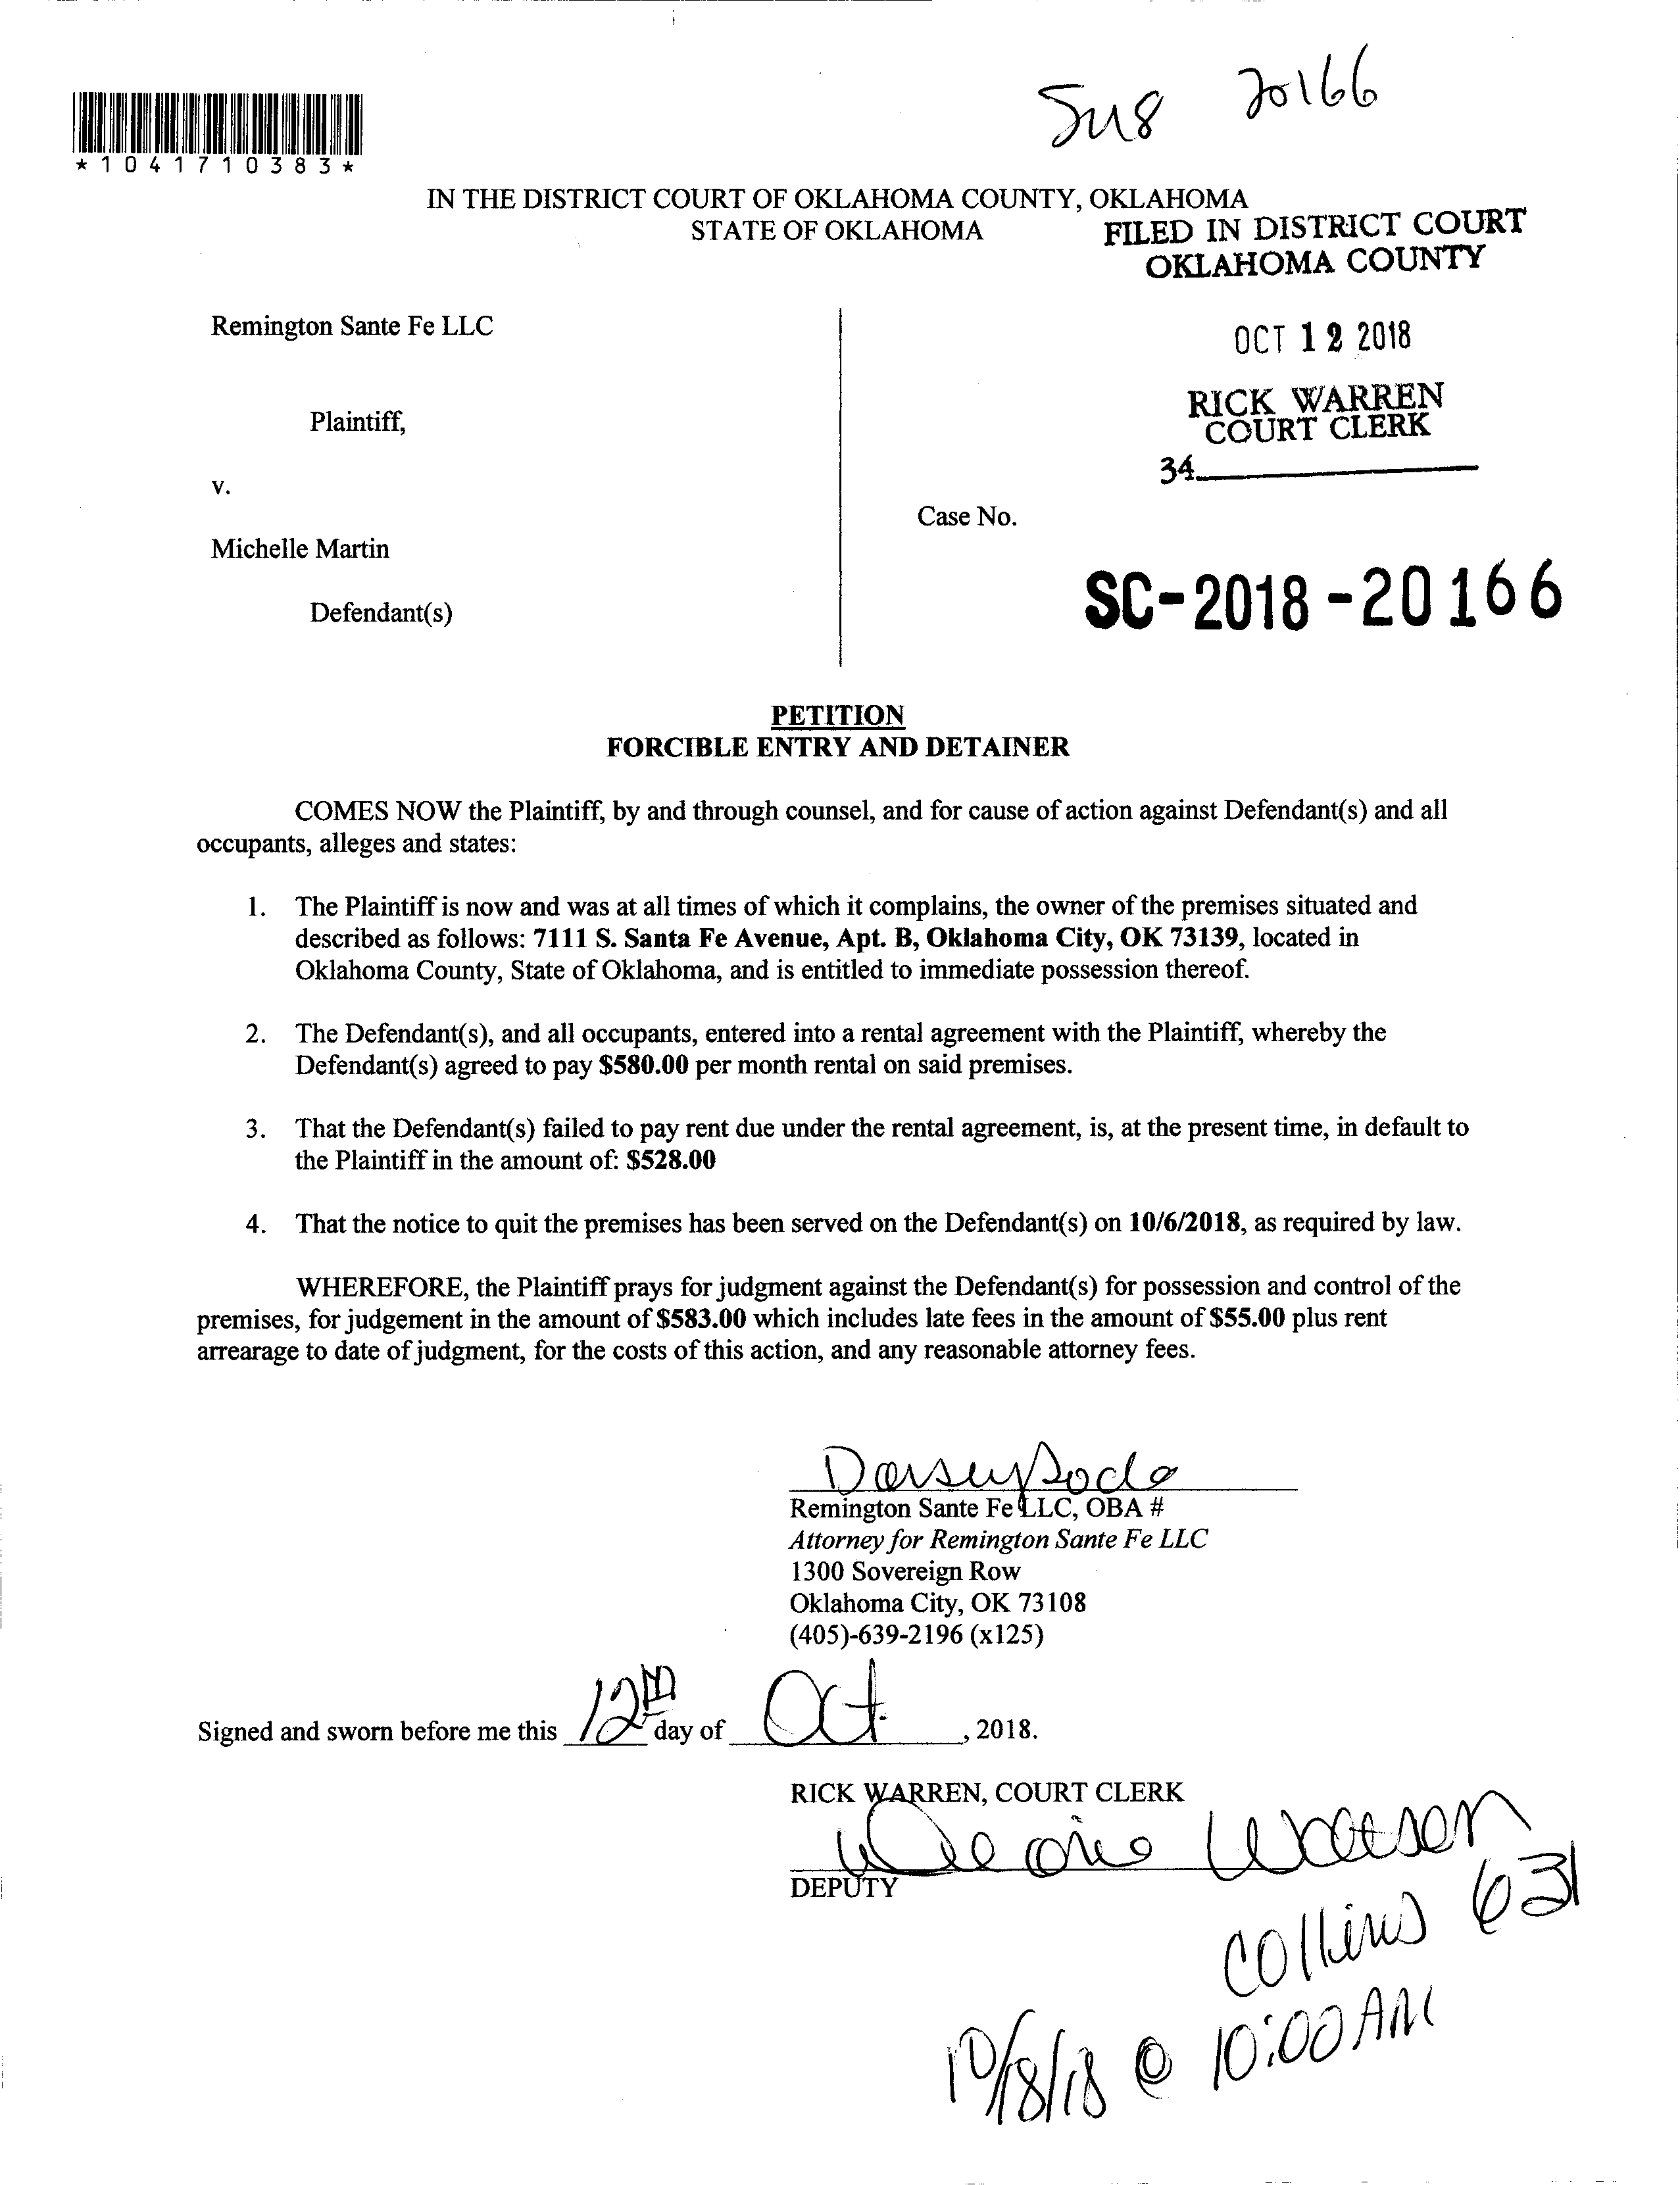 Sm8 20166
*1041710383*
IN THE DISTRICT COURT OF OKLAHOMA COUNTY, OKLAHOMA
STATE OF OKLAHOMA
FILED IN DISTRICT COURT
OKLAHOMA COUNTY
Remington Sante Fe LLC
OCT 12 2018
RICK WARREN
COURT CLERK
Plaintiff,
34
v.
Case No.
Michelle Martin
SC-2018-20166
Defendant(s)
PETITION
FORCIBLE ENTRY AND DETAINER
COMES NOW the Plaintiff, by and through counsel, and for cause of action against Defendant(s) and all
occupants, alleges and states:
1. The Plaintiff is now and was at all times of which it complains, the owner of the premises situated and
described as follows: 7111 S. Santa Fe Avenue, Apt. B, Oklahoma City, OK 73139, located in
Oklahoma County, State of Oklahoma, and is entitled to immediate possession thereof.
2. The Defendant(s), and all occupants, entered into a rental agreement with the Plaintiff, whereby the
Defendant(s) agreed to pay $580.00 per month rental on said premises.
3. That the Defendant(s) failed to pay rent due under the rental agreement, is, at the present time, in default to
the Plaintiff in the amount of: $528.00
4. That the notice to quit the premises has been served on the Defendant(s) on 10/6/2018, as required by law.
WHEREFORE, the Plaintiff prays for judgment against the Defendant(s) for possession and control of the
premises, for judgement in the amount of $583.00 which includes late fees in the amount of $55.00 plus rent
arrearage to date of judgment, for the costs of this action, and any reasonable attorney fees.
Remington Sante Fe LLC, OBA #
Attorney for Remington Sante Fe LLC
1300 Sovereign Row
Oklahoma City, OK 73108
(405)-639-2196 (x125)
Signed and sworn before me this 12th day of Oct, 2018.
RICK WARREN, COURT CLERK
DEPUTY
Collins 631
10/18/18 @ 10:00 AM